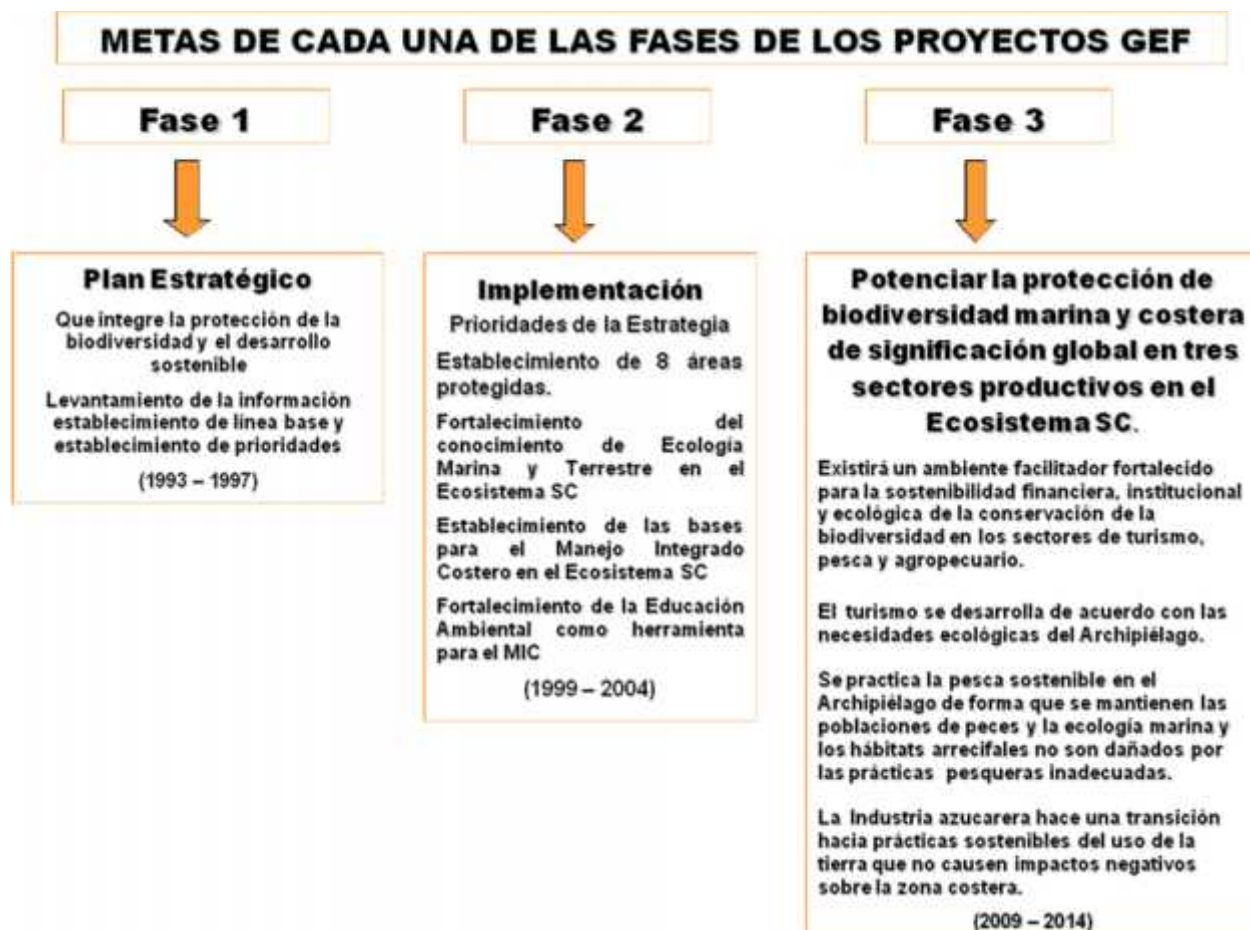 METAS DE CADA UNA DE LAS FASES DE LOS PROYECTOS GEF
Fase 1
Plan Estratégico
Que integre la protección de la
biodiversidad y el desarrollo
sostenible
Levantamiento de la información
establecimiento de línea base y
establecimiento de prioridades
(1993 – 1997)
Fase 2
Implementación
Prioridades de la Estrategia
Establecimiento de 8 áreas
protegidas.
Fortalecimiento del
conocimiento de Ecología
Marina y Terrestre en el
Ecosistema SC
Establecimiento de las bases
para el Manejo Integrado
Costero en el Ecosistema SC
Fortalecimiento de la Educación
Ambiental como herramienta
para el MIC
(1999 – 2004)
Fase 3
Potenciar la protección de
biodiversidad marina y costera
de significación global en tres
sectores productivos en el
Ecosistema SC.
Existirá un ambiente facilitador fortalecido
para la sostenibilidad financiera, institucional
y ecológica de la conservación de la
biodiversidad en los sectores de turismo,
pesca y agropecuario.
El turismo se desarrolla de acuerdo con las
necesidades ecológicas del Archipiélago.
Se practica la pesca sostenible en el
Archipiélago de forma que se mantienen las
poblaciones de peces y la ecología marina y
los hábitats arrecifales no son dañados por
las prácticas pesqueras inadecuadas.
La Industria azucarera hace una transición
hacia prácticas sostenibles del uso de la
tierra que no causen impactos negativos
sobre la zona costera.
(2009 – 2014)